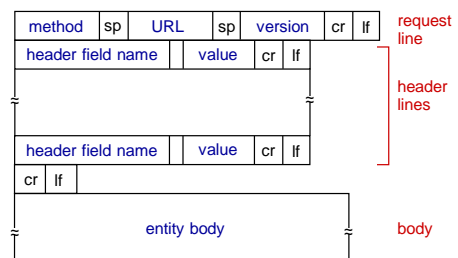 method sp URL sp version cr lf request line
header field name value cr lf
header lines
header field name value cr lf
cr lf
entity body body